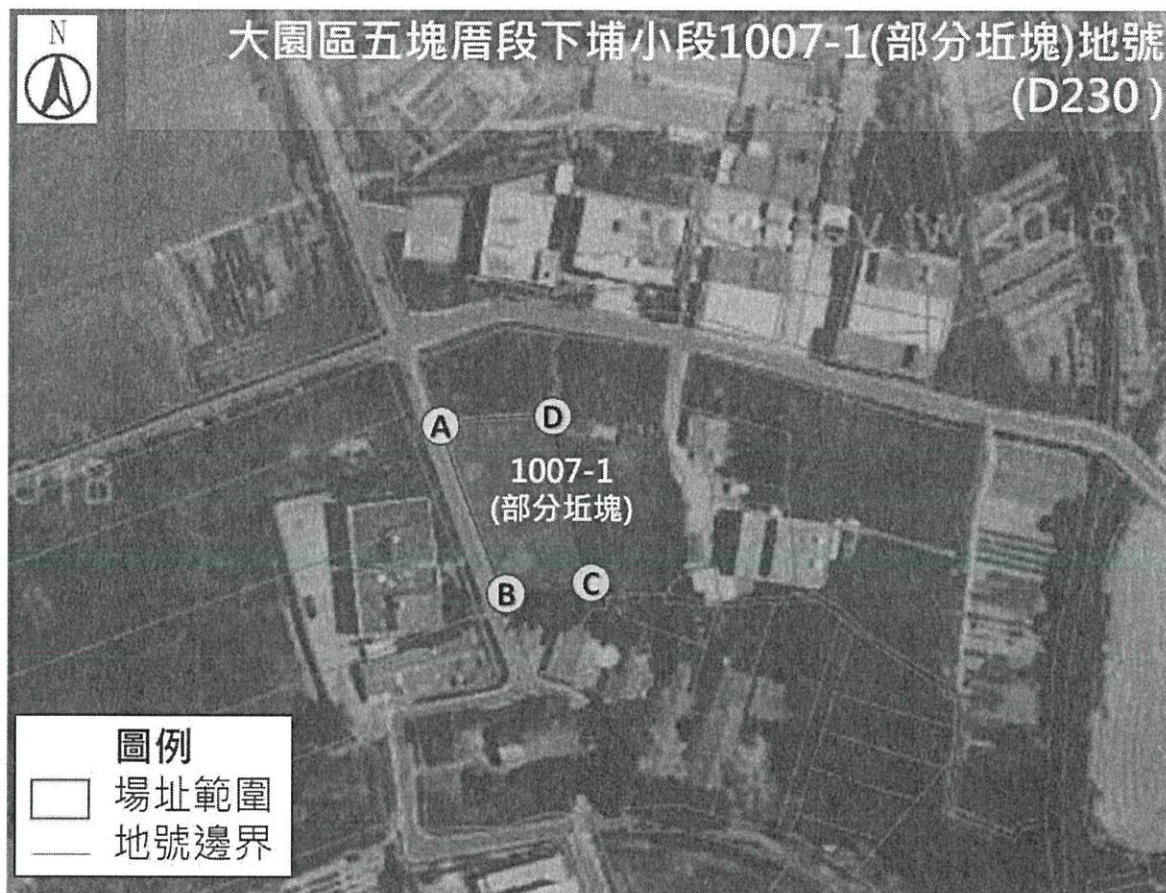 N
大園區五塊厝段下埔小段1007-1(部分坵塊)地號
(D230)
A
D
1007-1
(部分坵塊)
B
C
圖例
場址範圍
地號邊界